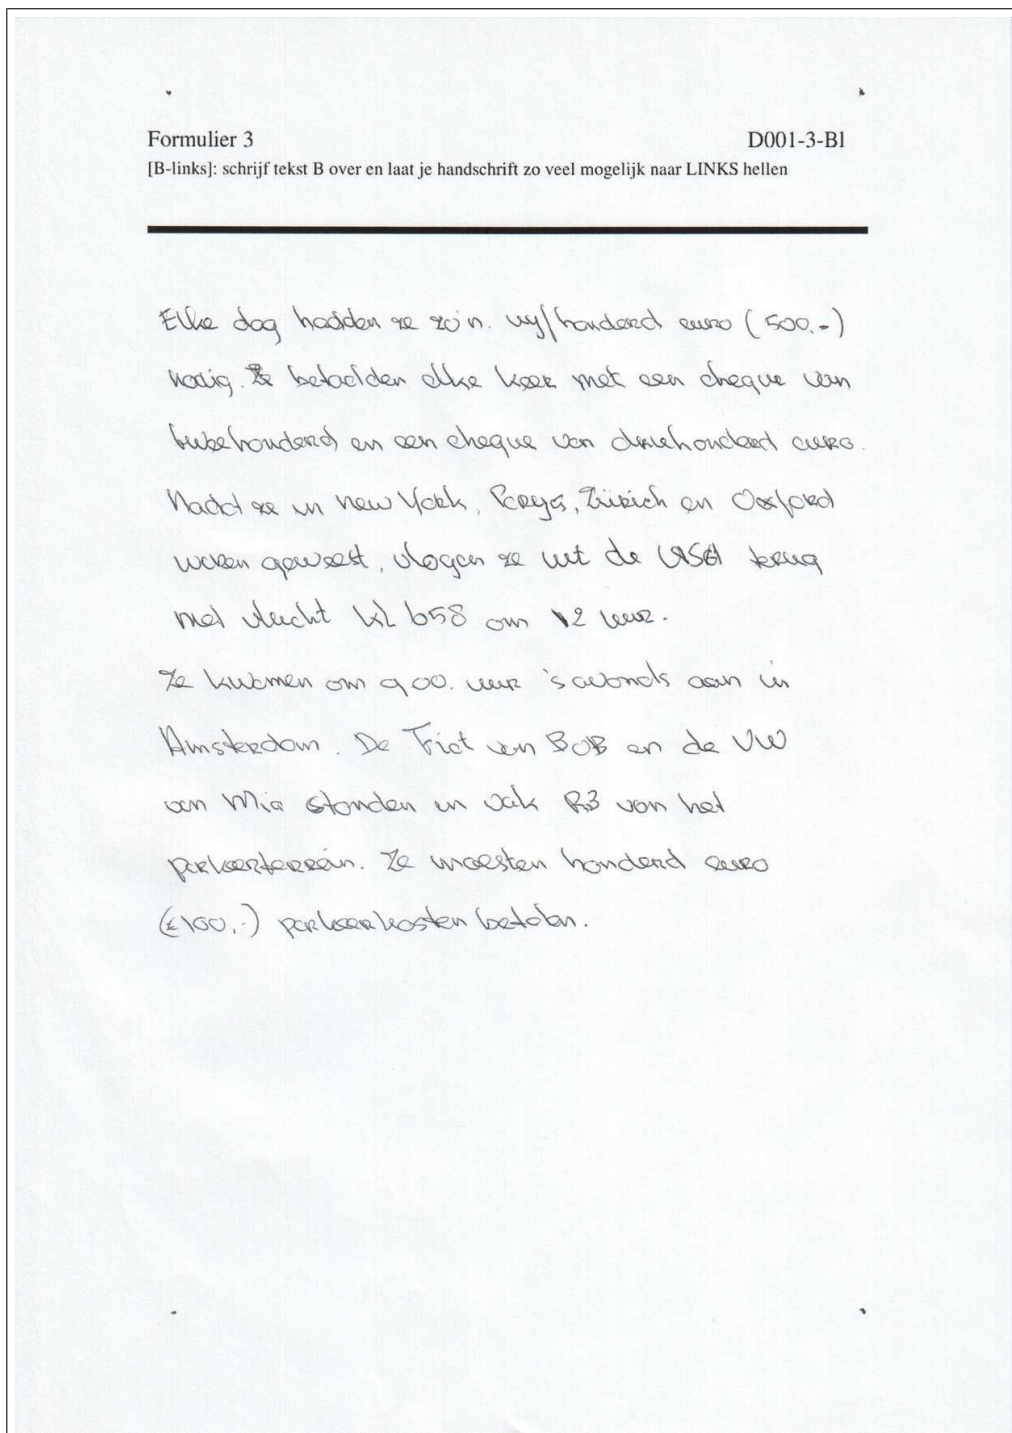 Formulier 3 D001-3-Bl
[B-links]: schrijf tekst B over en laat je handschrift zo veel mogelijk naar LINKS hellen
Elke dag hadden ze zo'n. vijfhonderd euro (500,-)
nodig. Ze betaalden elke keer met een cheque van
tweehonderd en een cheque van driehonderd euro.
Nadat ze in New York, Parijs, Zürich en Oxford
waren geweest, vlogen ze uit de USA terug
met vlucht KL 658 om 12 uur.
Ze kwamen om 9.00. uur 's avonds aan in
Amsterdam. De Fiat van BOB en de VW
van Mia stonden in vak R3 van het
parkeerterrein. Ze moesten honderd euro
(€100,-) parkeerkosten betalen.